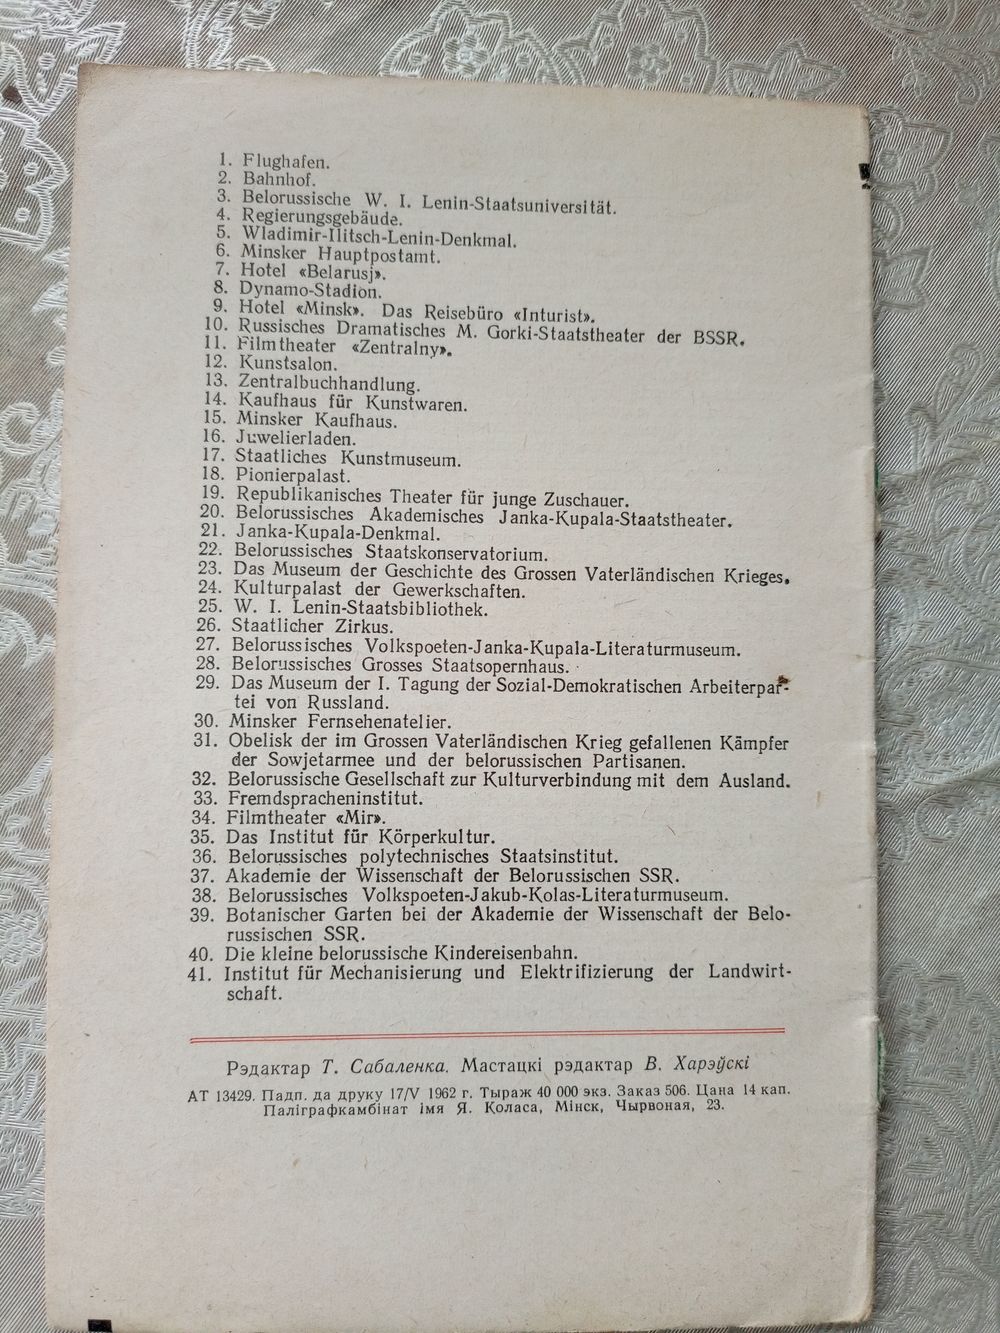 1. Flughafen.
2. Bahnhof.
3. Belorussische W. I. Lenin-Staatsuniversität.
4. Regierungsgebäude.
5. Wladimir-Ilitsch-Lenin-Denkmal.
6. Minsker Hauptpostamt.
7. Hotel «Belarusj».
8. Dynamo-Stadion.
9. Hotel «Minsk». Das Reisebüro «Inturist».
10. Russisches Dramatisches M. Gorki-Staatstheater der BSSR.
11. Filmtheater «Zentralny».
12. Kunstsalon.
13. Zentralbuchhandlung.
14. Kaufhaus für Kunstwaren.
15. Minsker Kaufhaus.
16. Juwelierladen.
17. Staatliches Kunstmuseum.
18. Pionierpalast.
19. Republikanisches Theater für junge Zuschauer.
20. Belorussisches Akademisches Janka-Kupala-Staatstheater.
21. Janka-Kupala-Denkmal.
22. Belorussisches Staatskonservatorium.
23. Das Museum der Geschichte des Grossen Vaterländischen Krieges.
24. Kulturpalast der Gewerkschaften.
25. W. I. Lenin-Staatsbibliothek.
26. Staatlicher Zirkus.
27. Belorussisches Volkspoeten-Janka-Kupala-Literaturmuseum.
28. Belorussisches Grosses Staatsopernhaus.
29. Das Museum der I. Tagung der Sozial-Demokratischen Arbeiterpar-
tei von Russland.
30. Minsker Fernsehenatelier.
31. Obelisk der im Grossen Vaterländischen Krieg gefallenen Kämpfer
der Sowjetarmee und der belorussischen Partisanen.
32. Belorussische Gesellschaft zur Kulturverbindung mit dem Ausland.
33. Fremdspracheninstitut.
34. Filmtheater «Mir».
35. Das Institut für Körperkultur.
36. Belorussisches polytechnisches Staatsinstitut.
37. Akademie der Wissenschaft der Belorussischen SSR.
38. Belorussisches Volkspoeten-Jakub-Kolas-Literaturmuseum.
39. Botanischer Garten bei der Akademie der Wissenschaft der Belo-
russischen SSR.
40. Die kleine belorussische Kindereisenbahn.
41. Institut für Mechanisierung und Elektrifizierung der Landwirt-
schaft.
Рэдактар Т. Сабаленка. Мастацкі рэдактар В. Харэўскі
АТ 13429. Падп. да друку 17/V 1962 г. Тыраж 40 000 экз. Заказ 506. Цана 14 кап.
Паліграфкамбінат імя Я. Коласа, Мінск, Чырвоная, 23.